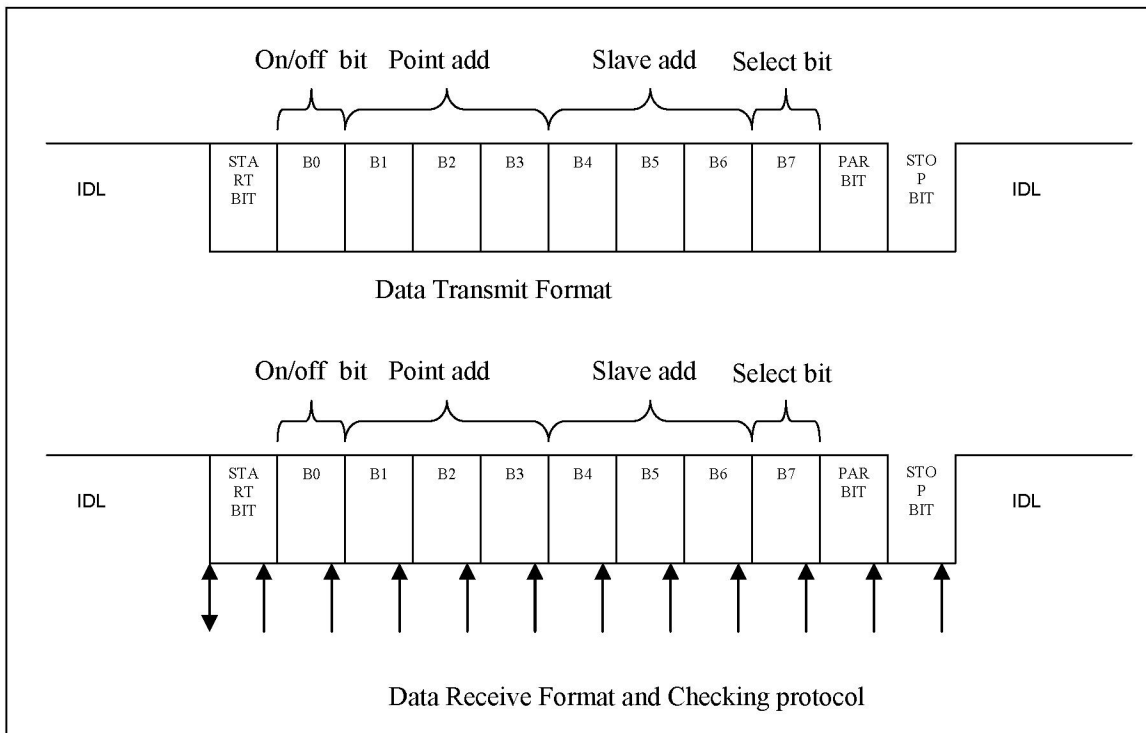 On/off bit Point add Slave add Select bit
STA B0 B1 B2 B3 B4 B5 B6 B7 PAR STO
RT BIT P
BIT BIT
IDL IDL
Data Transmit Format
On/off bit Point add Slave add Select bit
STA B0 B1 B2 B3 B4 B5 B6 B7 PAR STO
RT BIT P
BIT BIT
IDL IDL
Data Receive Format and Checking protocol